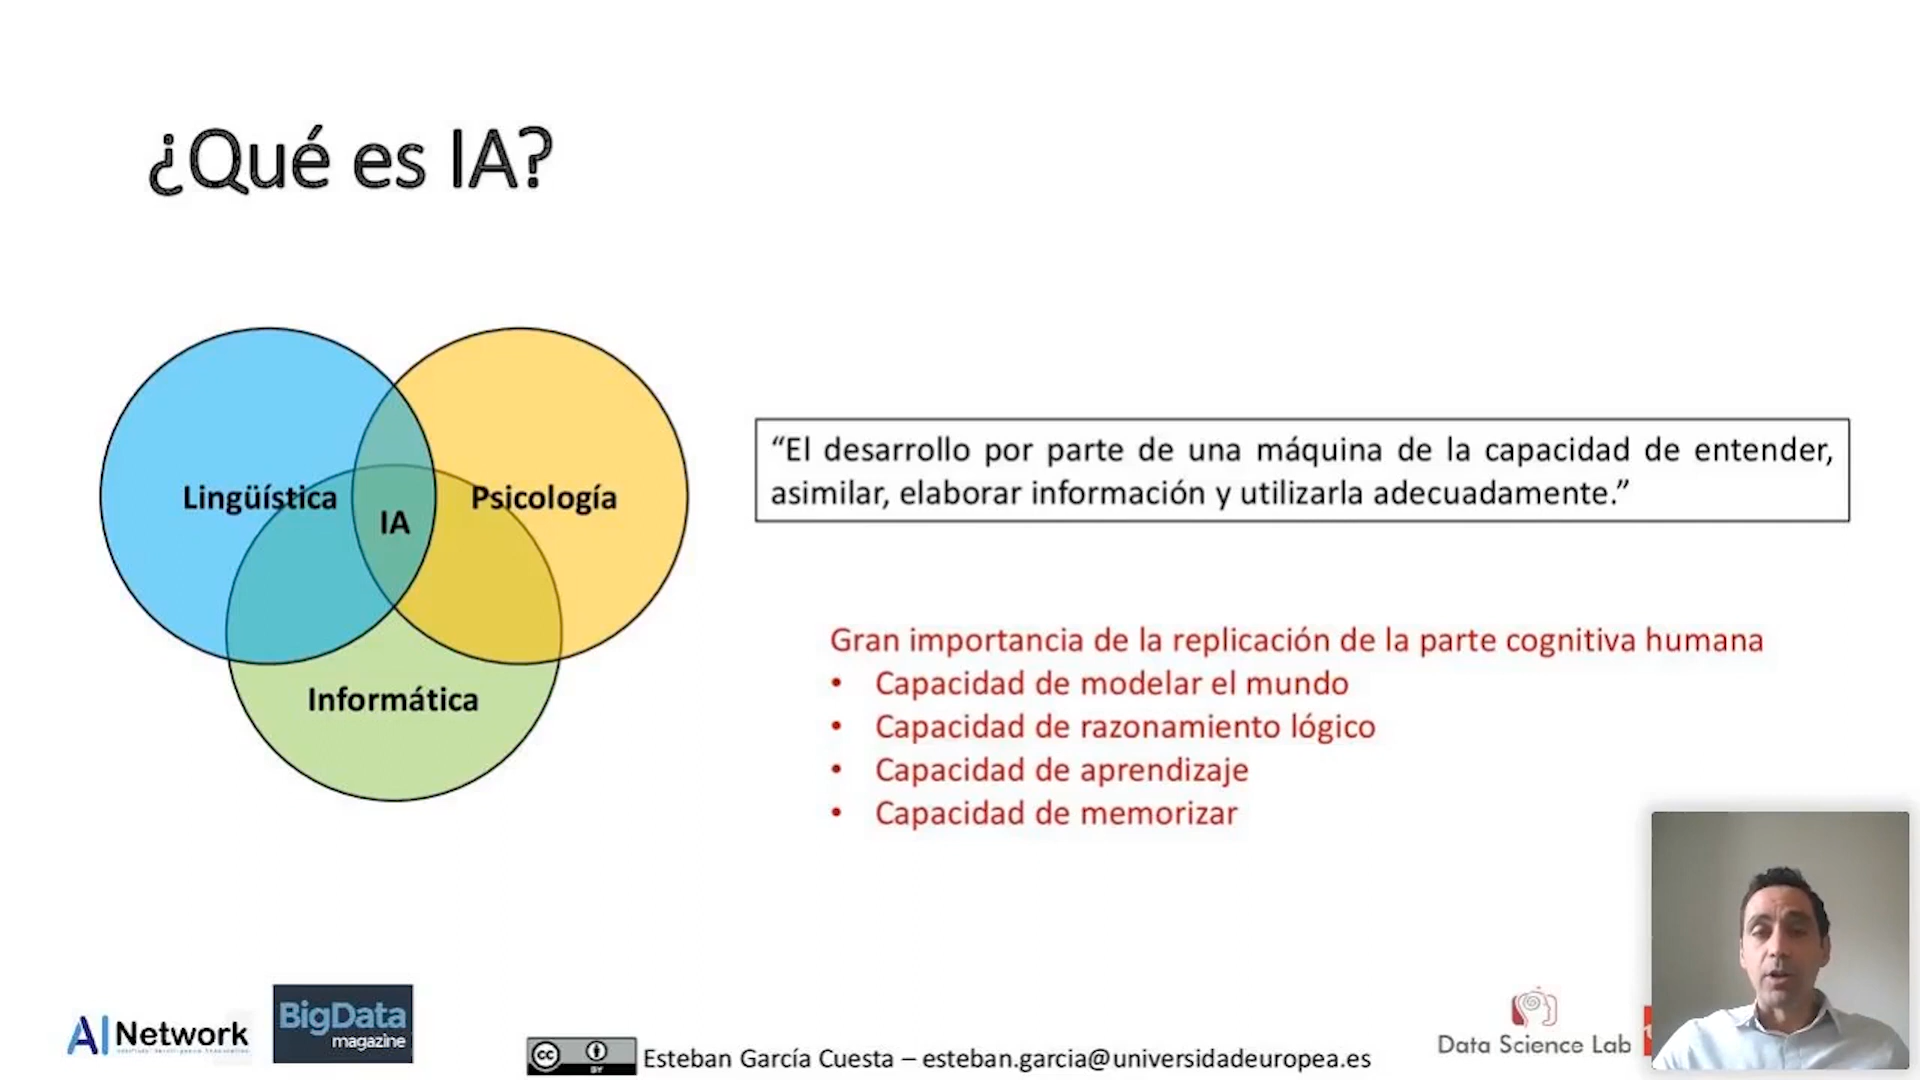 ¿Qué es IA?
Lingüística
Psicología
IA
Informática
“El desarrollo por parte de una máquina de la capacidad de entender,
asimilar, elaborar información y utilizarla adecuadamente.”
Gran importancia de la replicación de la parte cognitiva humana
• Capacidad de modelar el mundo
• Capacidad de razonamiento lógico
• Capacidad de aprendizaje
• Capacidad de memorizar
AI Network
BigData
magazine
cc
BY
Esteban García Cuesta – esteban.garcia@universidadeuropea.es
Data Science Lab